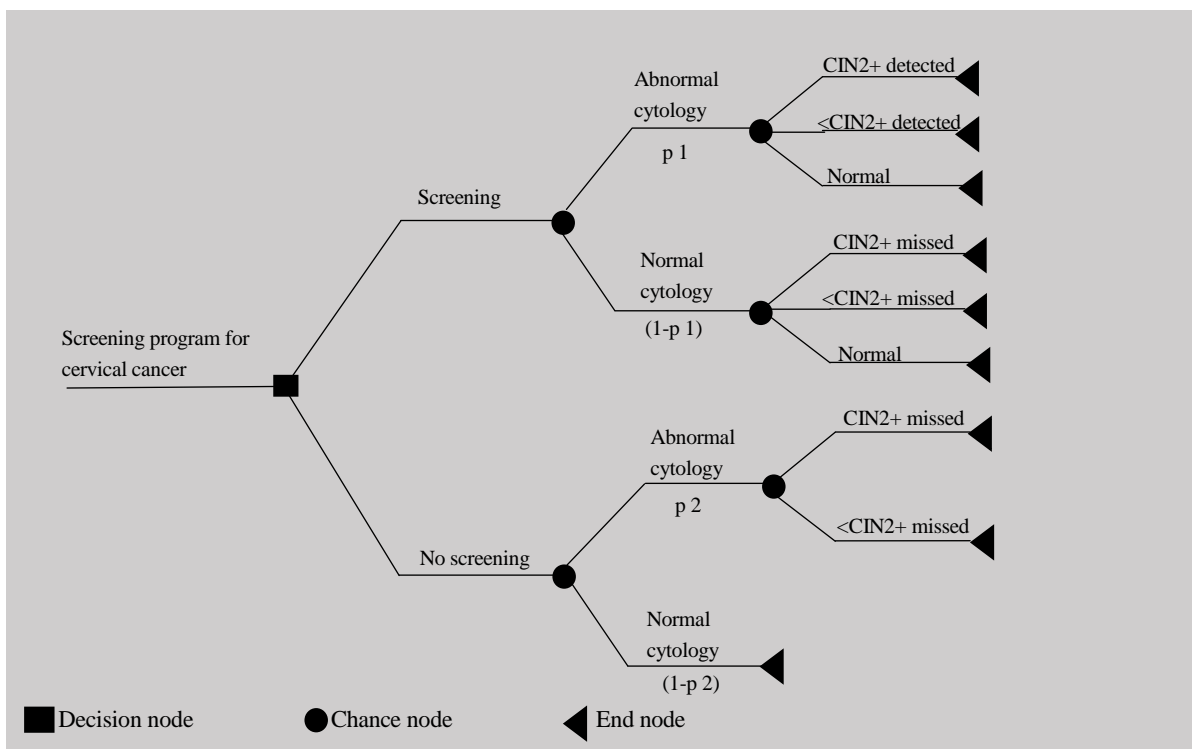 CIN2+ detected
Abnormal
cytology
p 1
<CIN2+ detected
Normal
Screening
CIN2+ missed
Normal
cytology
(1-p 1)
<CIN2+ missed
Normal
Screening program for
cervical cancer
CIN2+ missed
Abnormal
cytology
p 2
<CIN2+ missed
No screening
Normal
cytology
(1-p 2)
Decision node
Chance node
End node